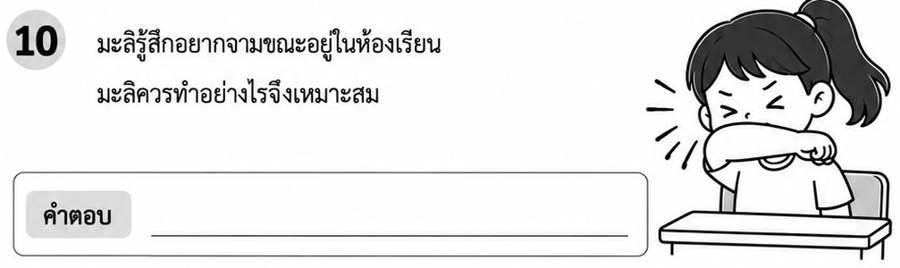 10 มะลิรู้สึกอยากจามขณะอยู่ในห้องเรียน
มะลิควรทำอย่างไรจึงเหมาะสม
คำตอบ